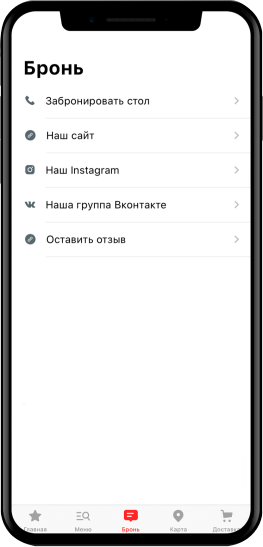 Бронь
Забронировать стол
Наш сайт
Наш Instagram
Наша группа Вконтакте
Оставить отзыв
Главная
Меню
Бронь
Карта
Доставка